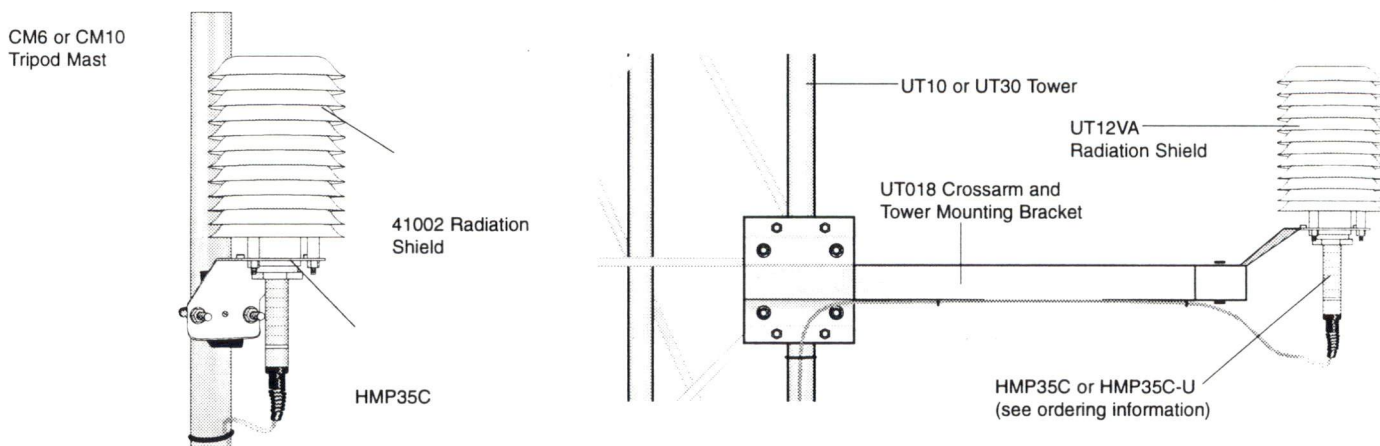 CM6 or CM10
Tripod Mast
41002 Radiation
Shield
HMP35C
UT10 or UT30 Tower
UT12VA
Radiation Shield
UT018 Crossarm and
Tower Mounting Bracket
HMP35C or HMP35C-U
(see ordering information)